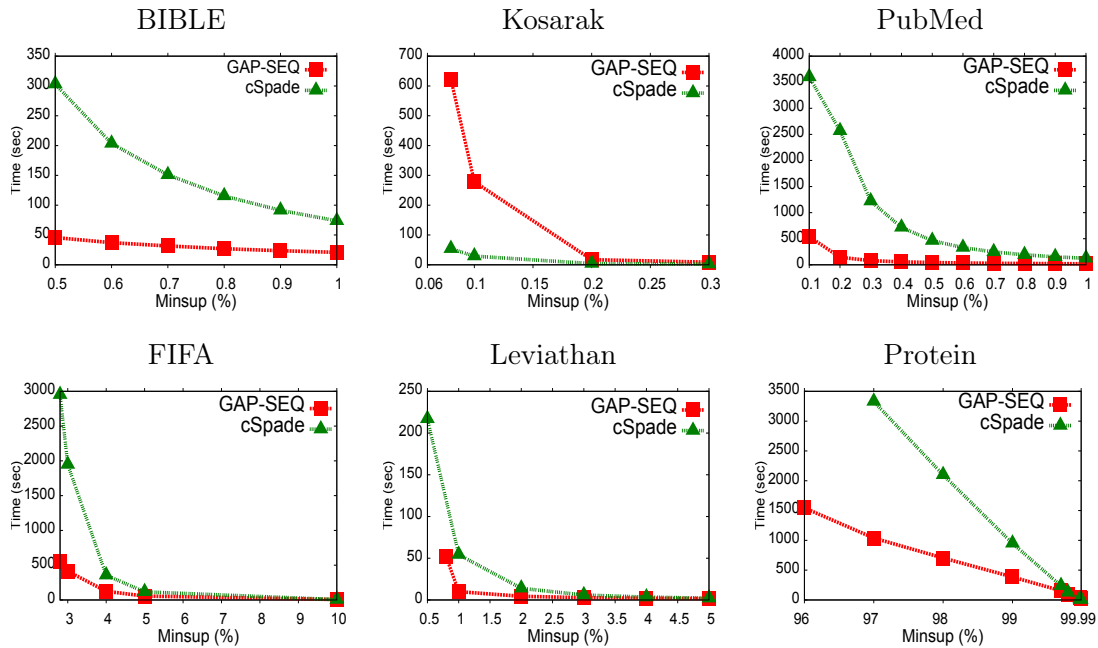 BIBLE
350
300
250
200
150
100
50
0
Time (sec)
GAP-SEQ
cSpade
0.5 0.6 0.7 0.8 0.9 1
Minsup (%)
Kosarak
700
600
500
400
300
200
100
0
Time (sec)
GAP-SEQ
cSpade
0.06 0.1 0.15 0.2 0.25 0.3
Minsup (%)
PubMed
4000
3500
3000
2500
2000
1500
1000
500
0
Time (sec)
GAP-SEQ
cSpade
0.1 0.2 0.3 0.4 0.5 0.6 0.7 0.8 0.9 1
Minsup (%)
FIFA
3000
2500
2000
1500
1000
500
0
Time (sec)
GAP-SEQ
cSpade
3 4 5 6 7 8 9 10
Minsup (%)
Leviathan
250
200
150
100
50
0
Time (sec)
GAP-SEQ
cSpade
0.5 1 1.5 2 2.5 3 3.5 4 4.5 5
Minsup (%)
Protein
3500
3000
2500
2000
1500
1000
500
0
Time (sec)
GAP-SEQ
cSpade
96 97 98 99 99.99
Minsup (%)